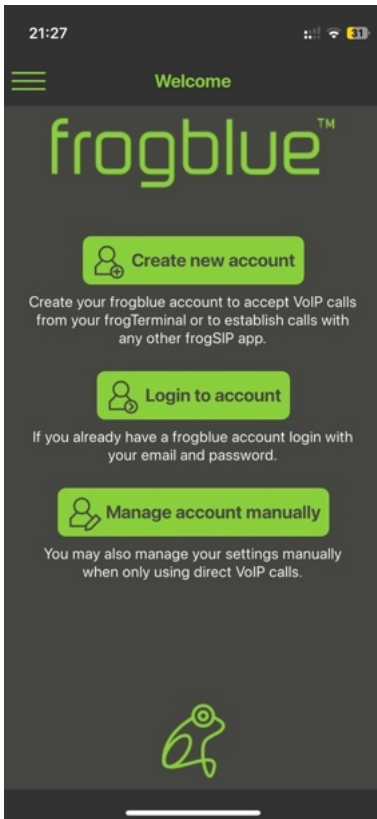 21:27
31
Welcome
frogblue™
Create new account
Create your frogblue account to accept VoIP calls
from your frogTerminal or to establish calls with
any other frogSIP app.
Login to account
If you already have a frogblue account login with
your email and password.
Manage account manually
You may also manage your settings manually
when only using direct VoIP calls.